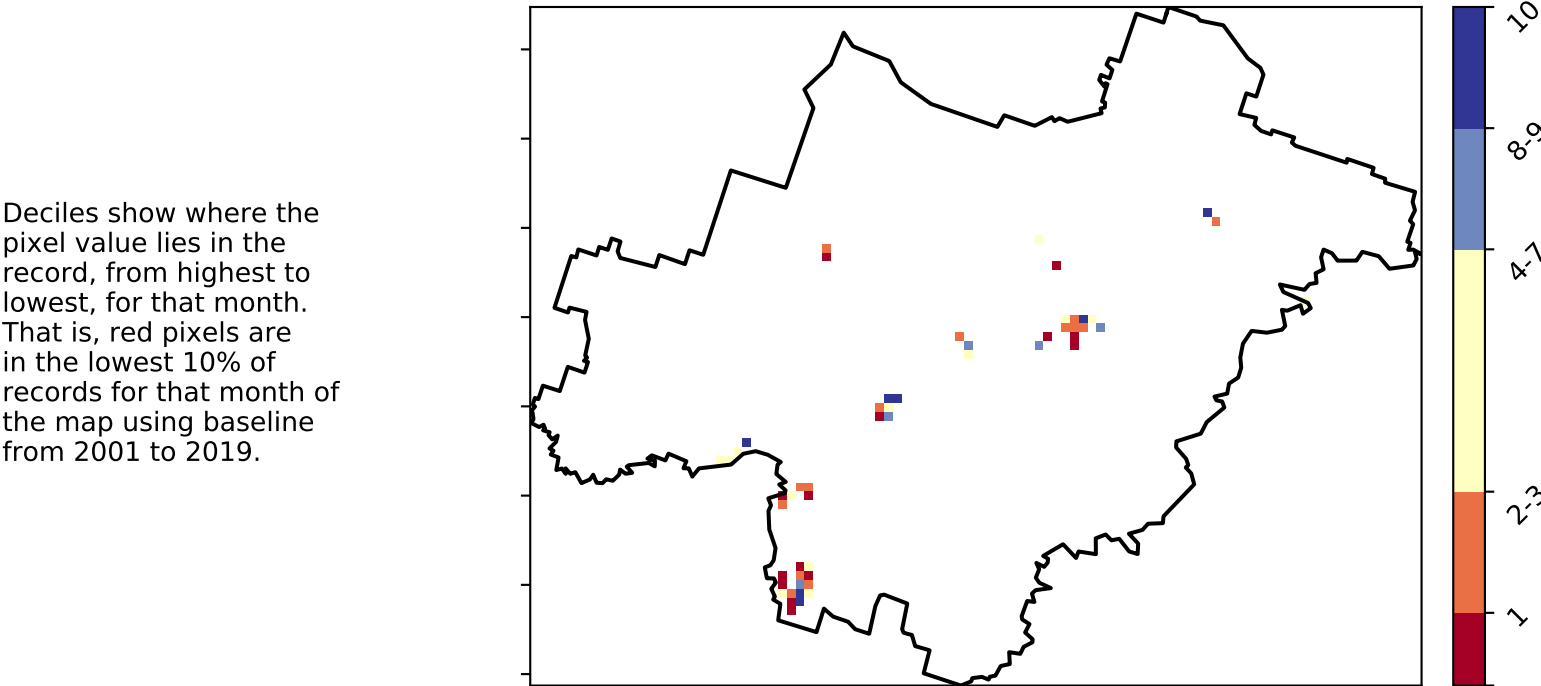 Deciles show where the
pixel value lies in the
record, from highest to
lowest, for that month.
That is, red pixels are
in the lowest 10% of
records for that month of
the map using baseline
from 2001 to 2019.
10
8-9
4-7
2-3
1